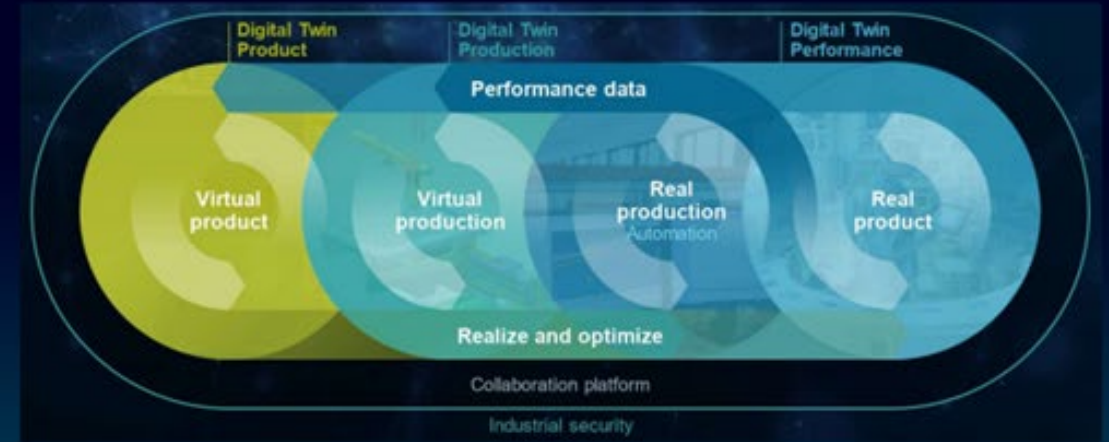 Digital Twin
Product
Digital Twin
Production
Digital Twin
Performance
Performance data
Virtual
product
Virtual
production
Real
production
Automation
Real
product
Realize and optimize
Collaboration platform
Industrial security